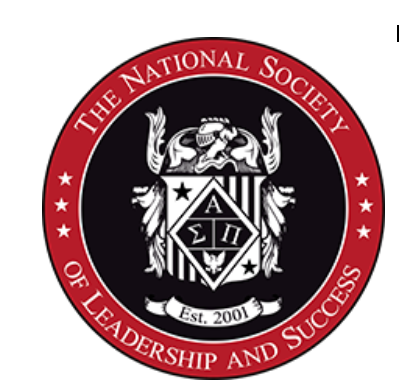 THE NATIONAL SOCIETY
Α
Σ Π
Est. 2001
OF LEADERSHIP AND SUCCESS